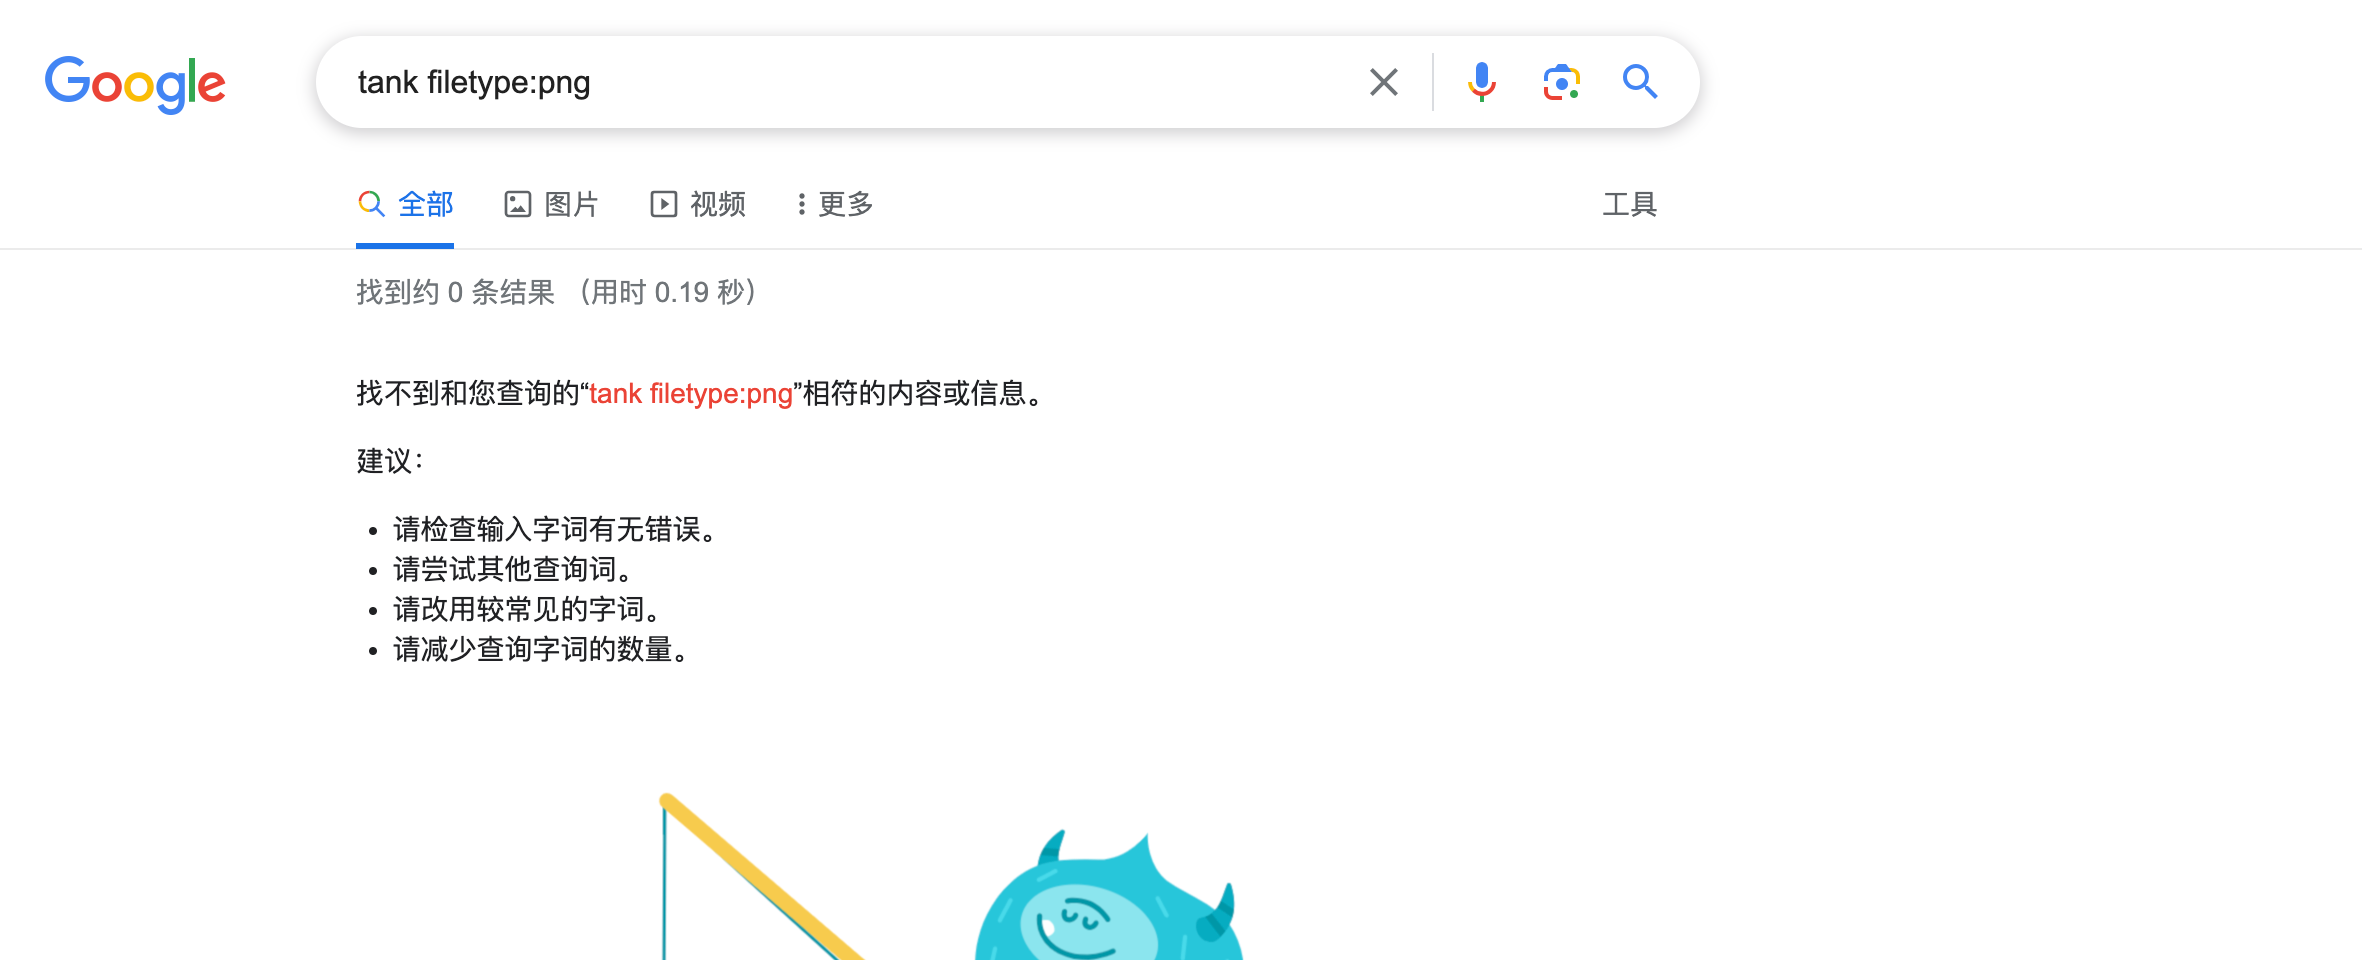 Google
tank filetype:png
全部 图片 视频 更多 工具
找到约 0 条结果 （用时 0.19 秒）
找不到和您查询的“tank filetype:png”相符的内容或信息。
建议：
请检查输入字词有无错误。
请尝试其他查询词。
请改用较常见的字词。
请减少查询字词的数量。